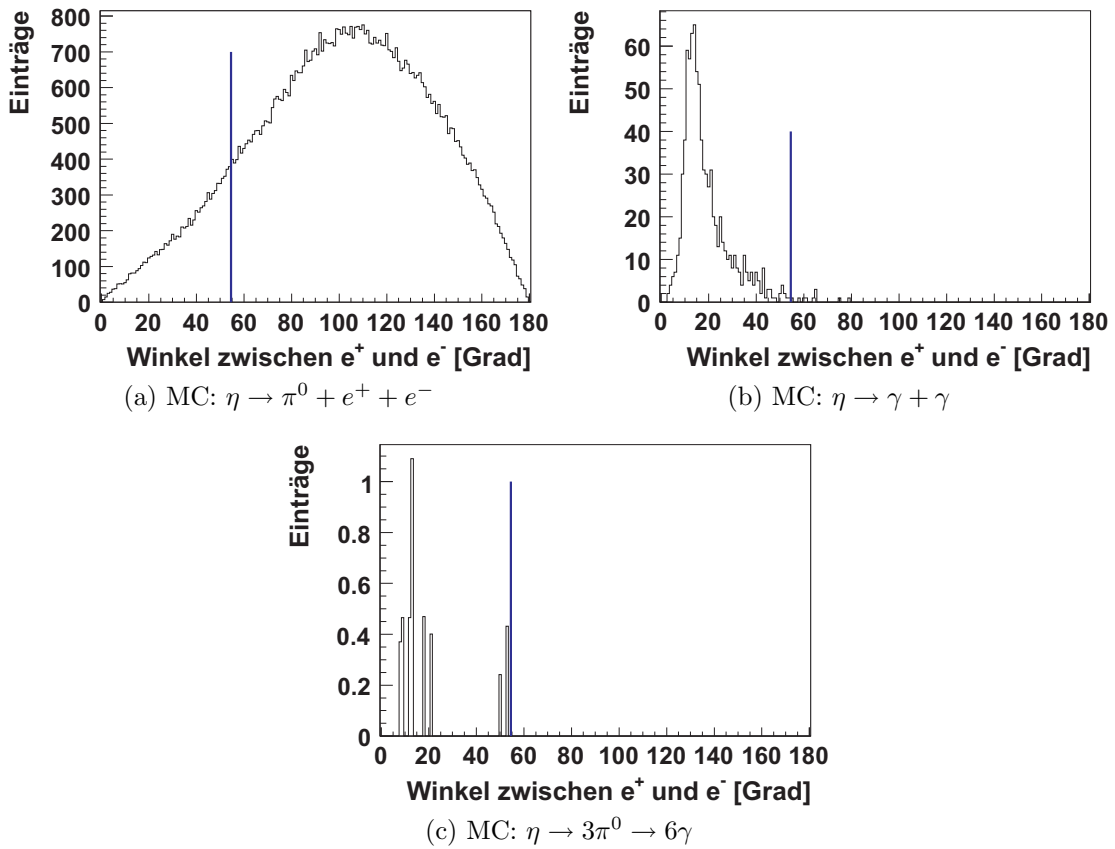 Einträge
800
700
600
500
400
300
200
100
0
0 20 40 60 80 100 120 140 160 180
Winkel zwischen e⁺ und e⁻ [Grad]
(a) MC: η → π⁰ + e⁺ + e⁻
Einträge
60
50
40
30
20
10
0
0 20 40 60 80 100 120 140 160 180
Winkel zwischen e⁺ und e⁻ [Grad]
(b) MC: η → γ + γ
Einträge
1
0.8
0.6
0.4
0.2
0
0 20 40 60 80 100 120 140 160 180
Winkel zwischen e⁺ und e⁻ [Grad]
(c) MC: η → 3π⁰ → 6γ